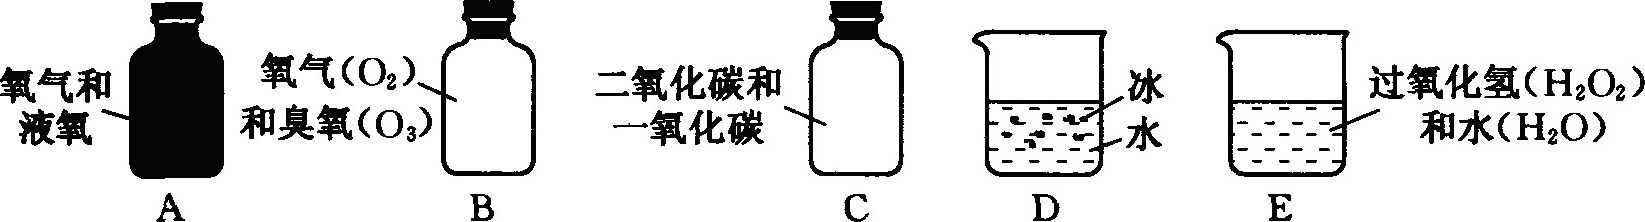 氧气和
液氧
A
氧气(O₂)
和臭氧(O₃)
B
二氧化碳和
一氧化碳
C
冰
水
D
过氧化氢(H₂O₂)
和水(H₂O)
E